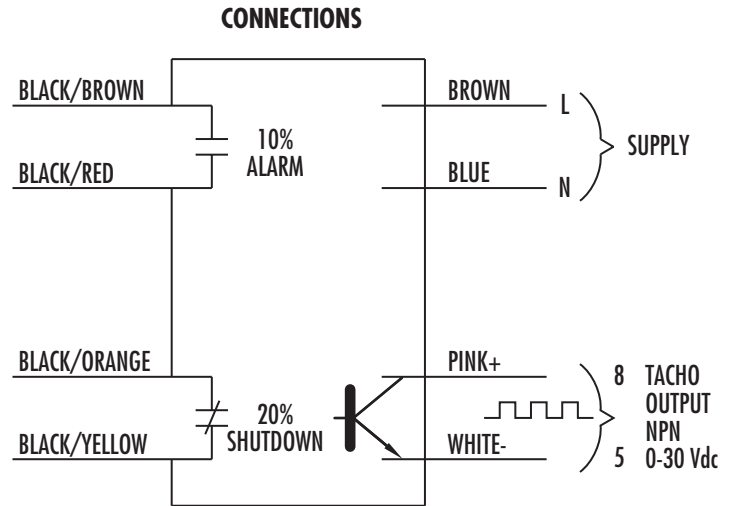 CONNECTIONS
BLACK/BROWN
10%
ALARM
BLACK/RED
BROWN
L
SUPPLY
BLUE
N
BLACK/ORANGE
20%
SHUTDOWN
BLACK/YELLOW
PINK+
8 TACHO
OUTPUT
NPN
WHITE-
5 0-30 Vdc